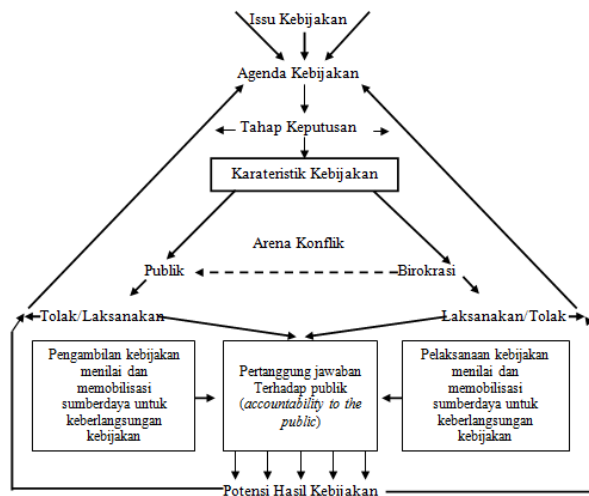 Issu Kebijakan
Agenda Kebijakan
Tahap Keputusan
Karateristik Kebijakan
Arena Konflik
Publik
Birokrasi
Tolak/Laksanakan
Laksanakan/Tolak
Pengambilan kebijakan
menilai dan
memobilisasi
sumberdaya untuk
keberlangsungan
kebijakan
Pertanggung jawaban
Terhadap publik
(accountability to the
public)
Pelaksanaan kebijakan
menilai dan
memobilisasi
sumberdaya untuk
keberlangsungan
kebijakan
Potensi Hasil Kebijakan